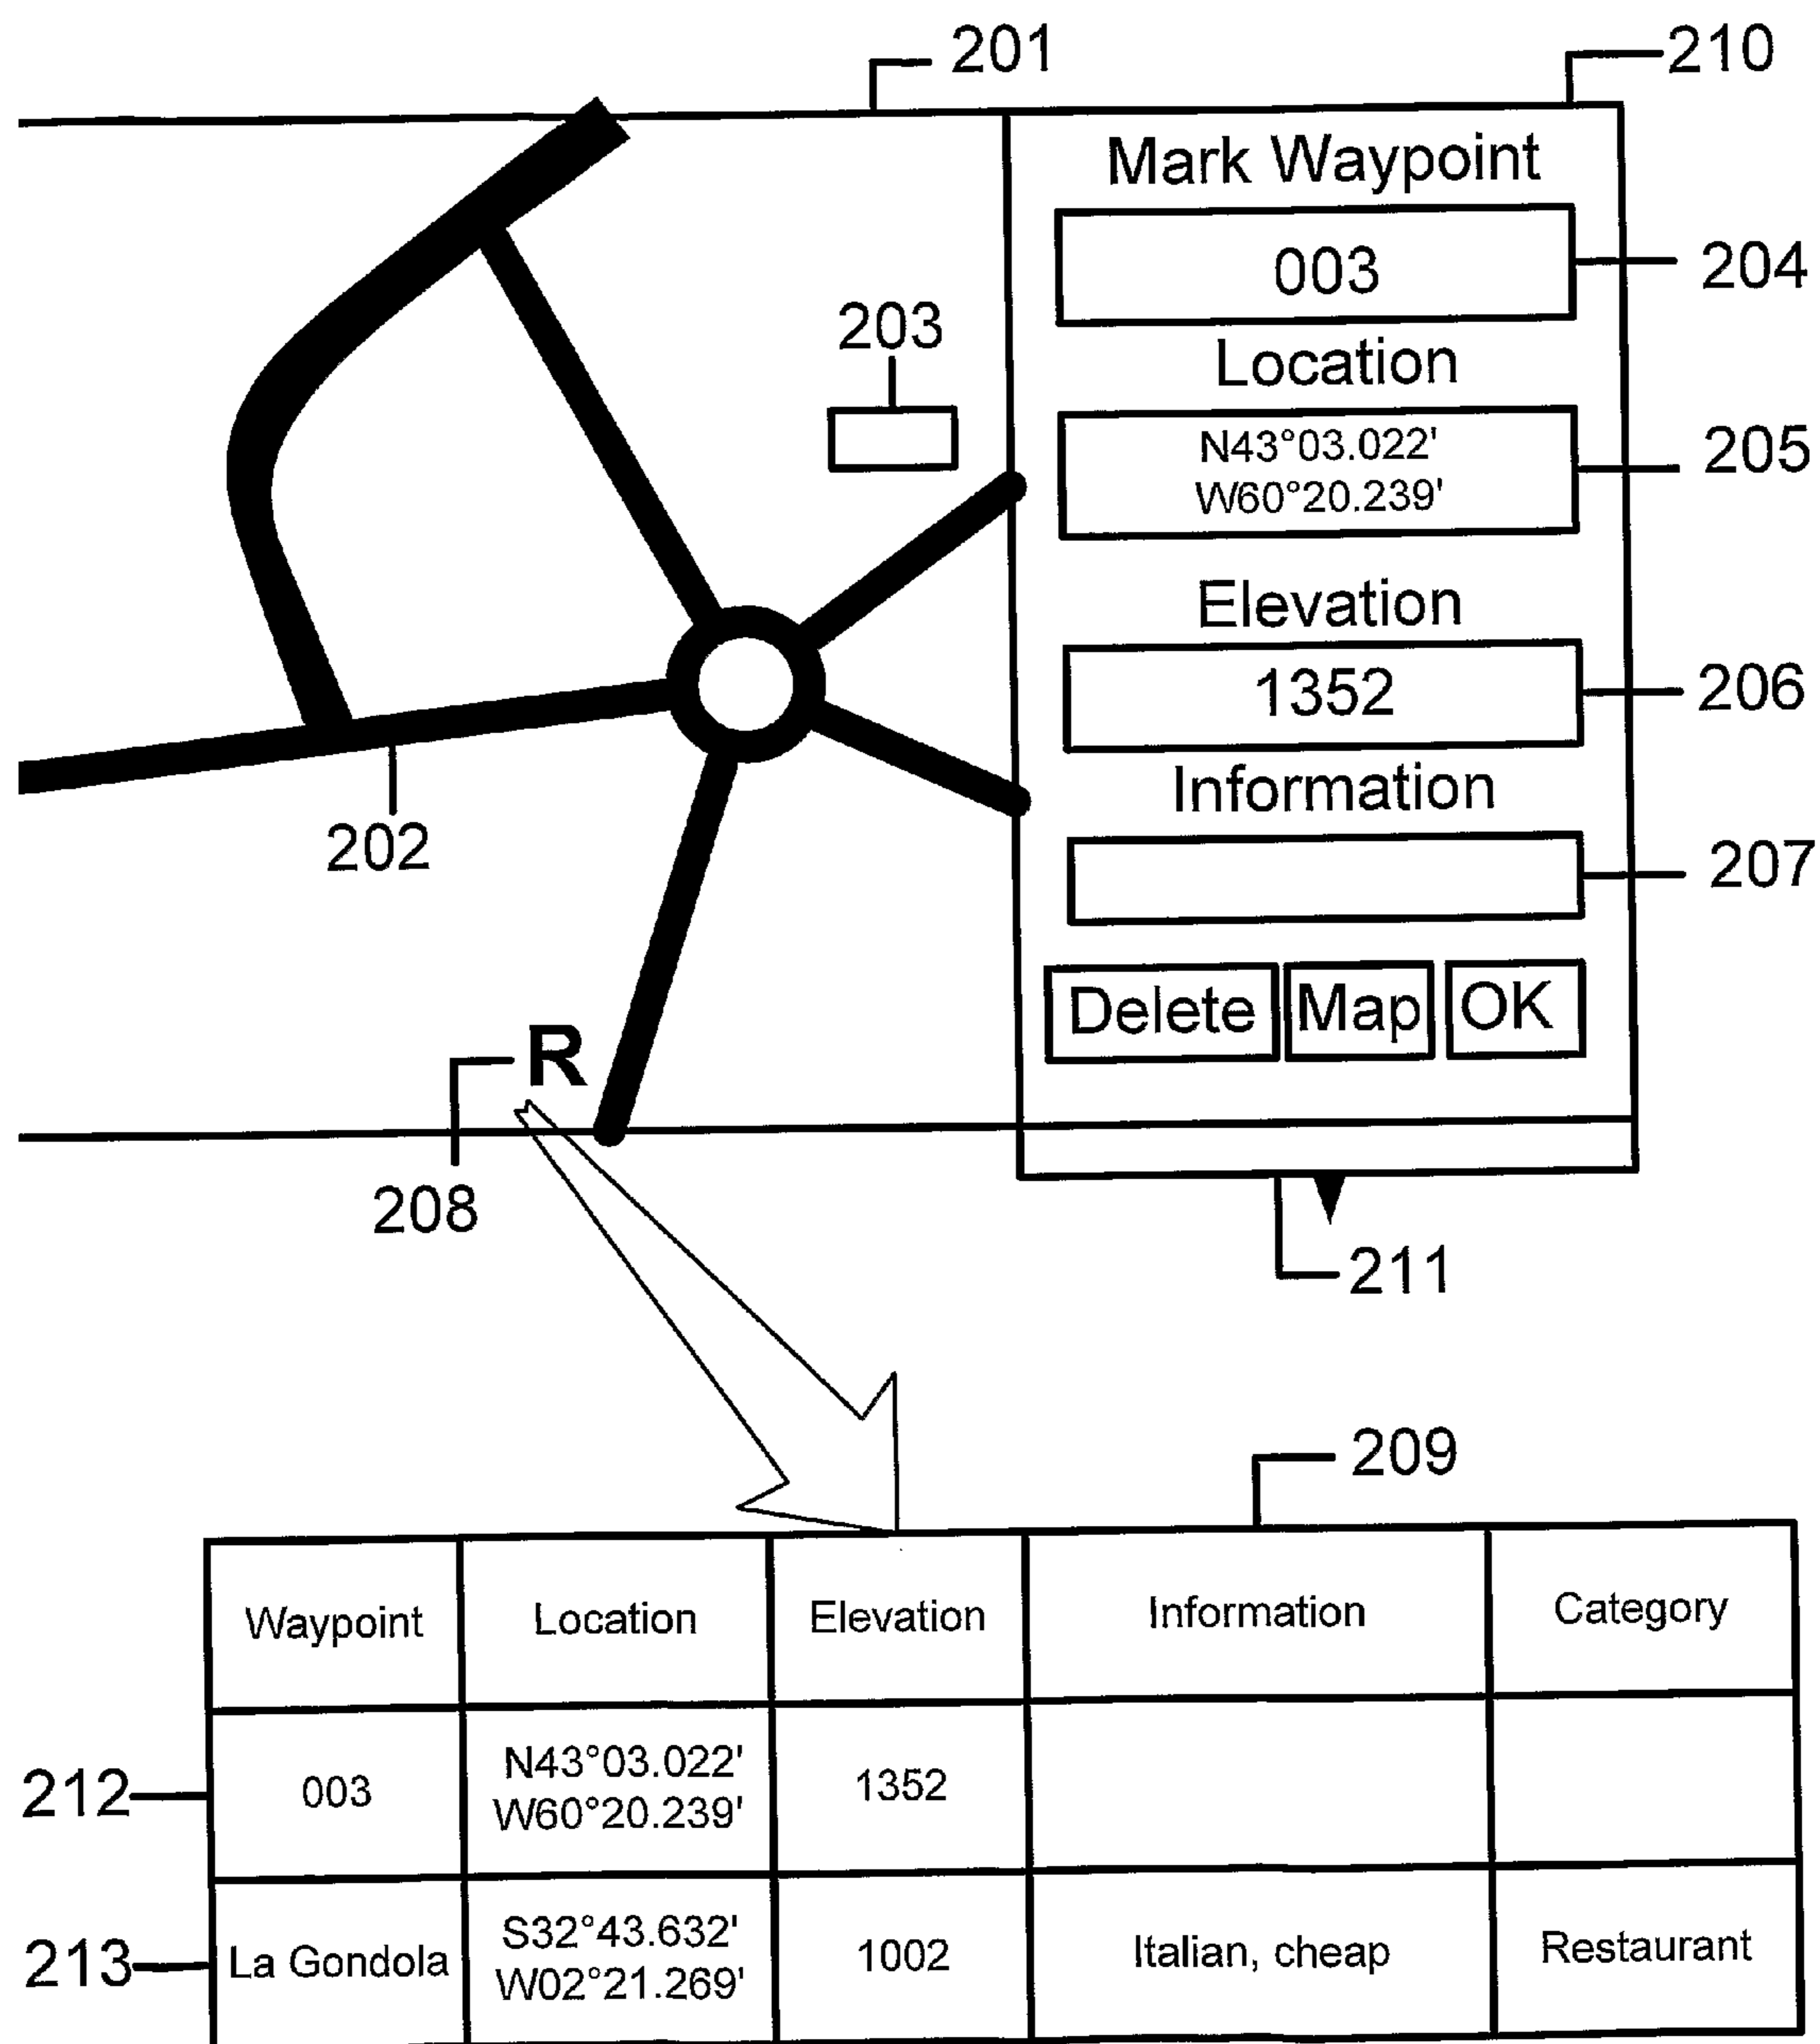 201
210
Mark Waypoint
003
204
Location
203
N43°03.022'
W60°20.239'
205
Elevation
1352
206
Information
202
207
Delete Map OK
R
208
211
209
Waypoint Location Elevation Information Category
212
003
N43°03.022'
W60°20.239'
1352
213
La Gondola
S32°43.632'
W02°21.269'
1002
Italian, cheap
Restaurant